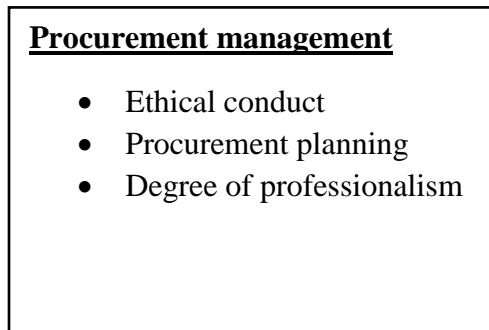 Procurement management
• Ethical conduct
• Procurement planning
• Degree of professionalism